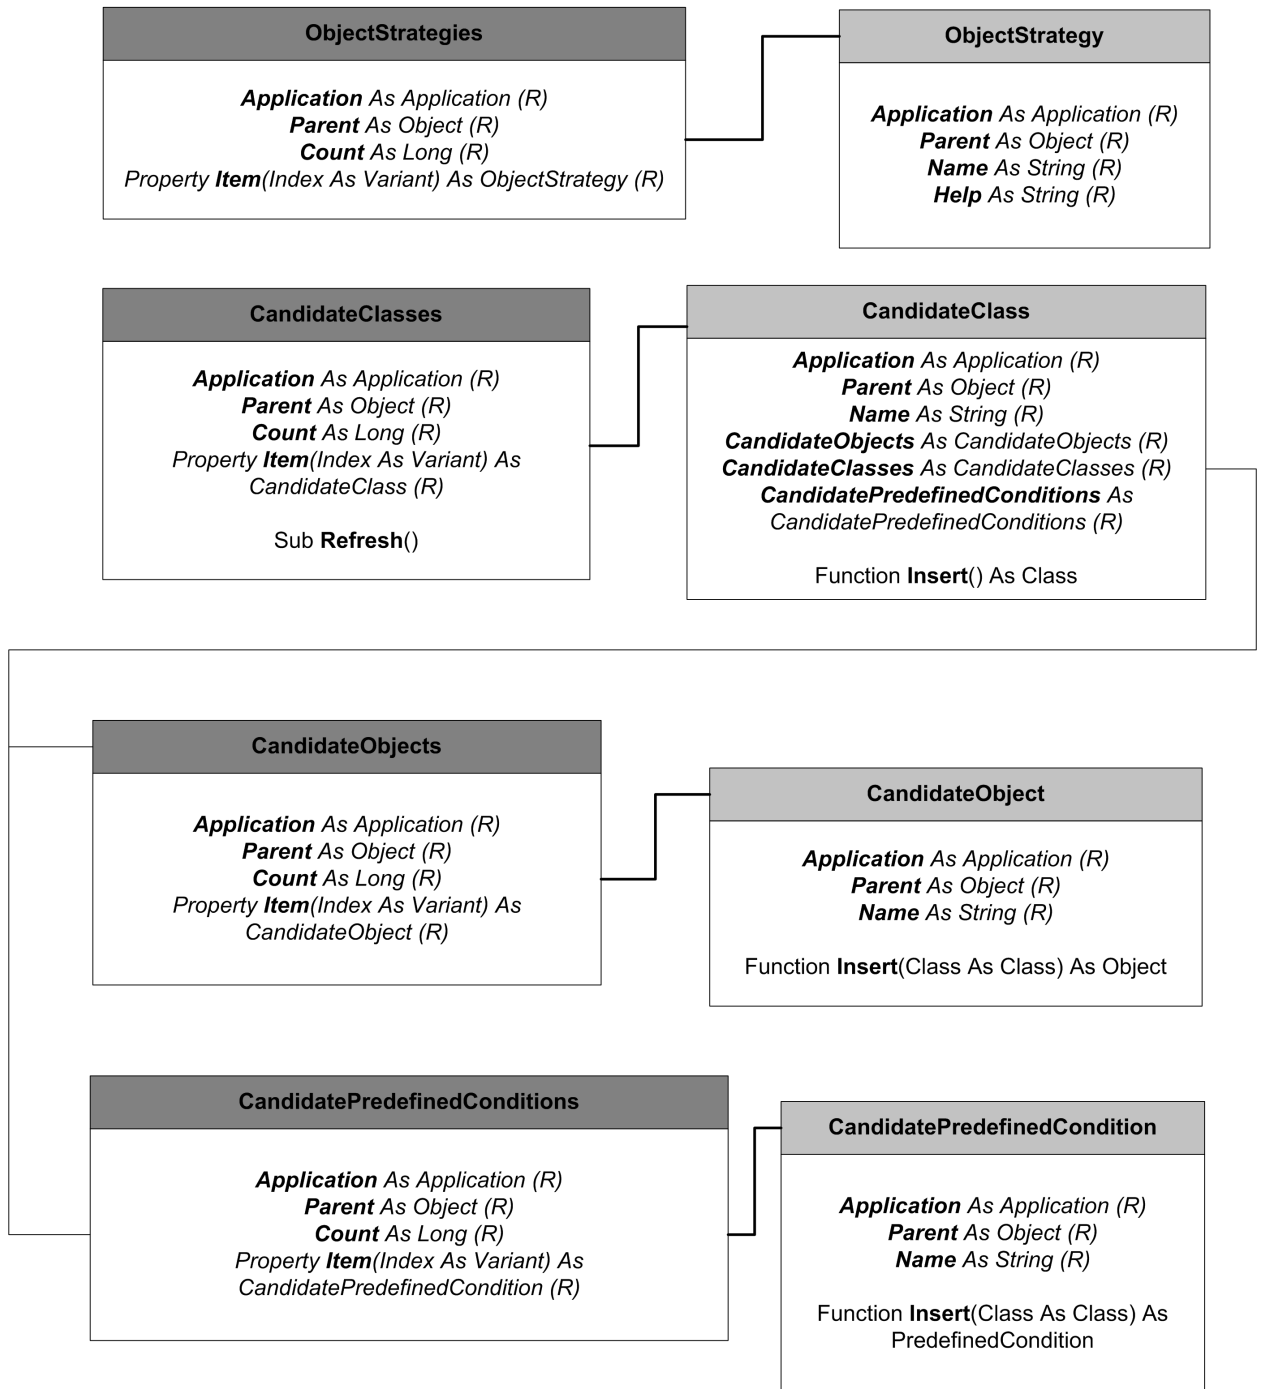 ObjectStrategies
Application As Application (R)
Parent As Object (R)
Count As Long (R)
Property Item(Index As Variant) As ObjectStrategy (R)
ObjectStrategy
Application As Application (R)
Parent As Object (R)
Name As String (R)
Help As String (R)
CandidateClasses
Application As Application (R)
Parent As Object (R)
Count As Long (R)
Property Item(Index As Variant) As
CandidateClass (R)
Sub Refresh()
CandidateClass
Application As Application (R)
Parent As Object (R)
Name As String (R)
CandidateObjects As CandidateObjects (R)
CandidateClasses As CandidateClasses (R)
CandidatePredefinedConditions As
CandidatePredefinedConditions (R)
Function Insert() As Class
CandidateObjects
Application As Application (R)
Parent As Object (R)
Count As Long (R)
Property Item(Index As Variant) As
CandidateObject (R)
CandidateObject
Application As Application (R)
Parent As Object (R)
Name As String (R)
Function Insert(Class As Class) As Object
CandidatePredefinedConditions
Application As Application (R)
Parent As Object (R)
Count As Long (R)
Property Item(Index As Variant) As
CandidatePredefinedCondition (R)
CandidatePredefinedCondition
Application As Application (R)
Parent As Object (R)
Name As String (R)
Function Insert(Class As Class) As
PredefinedCondition